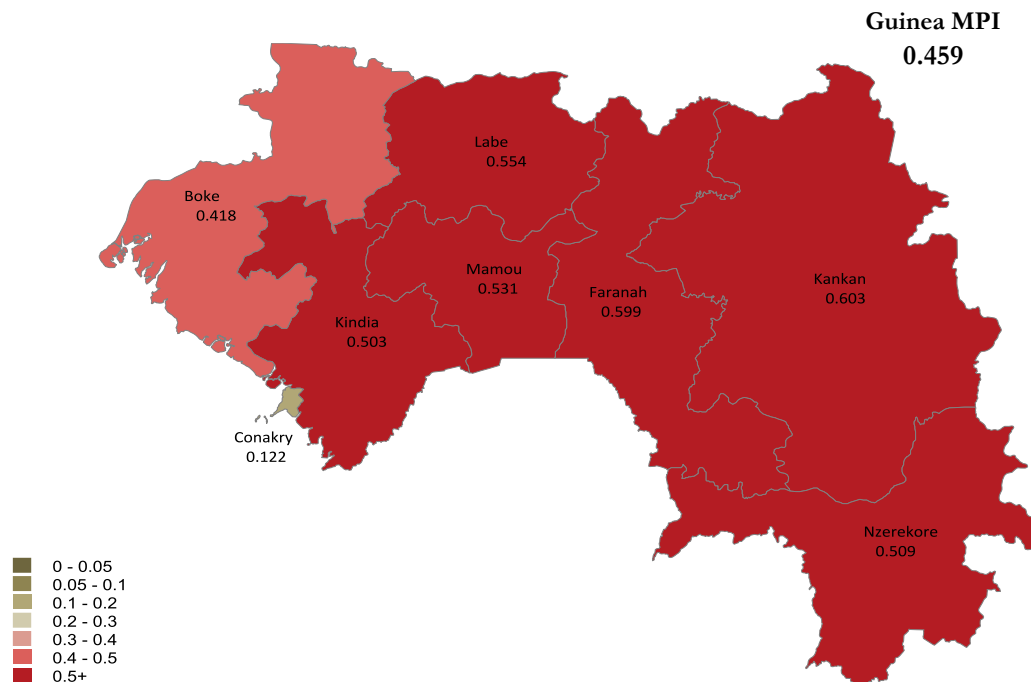 Guinea MPI
0.459
Labe
0.554
Boke
0.418
Mamou
0.531
Faranah
0.599
Kankan
0.603
Kindia
0.503
Conakry
0.122
Nzerekore
0.509
0 - 0.05
0.05 - 0.1
0.1 - 0.2
0.2 - 0.3
0.3 - 0.4
0.4 - 0.5
0.5+